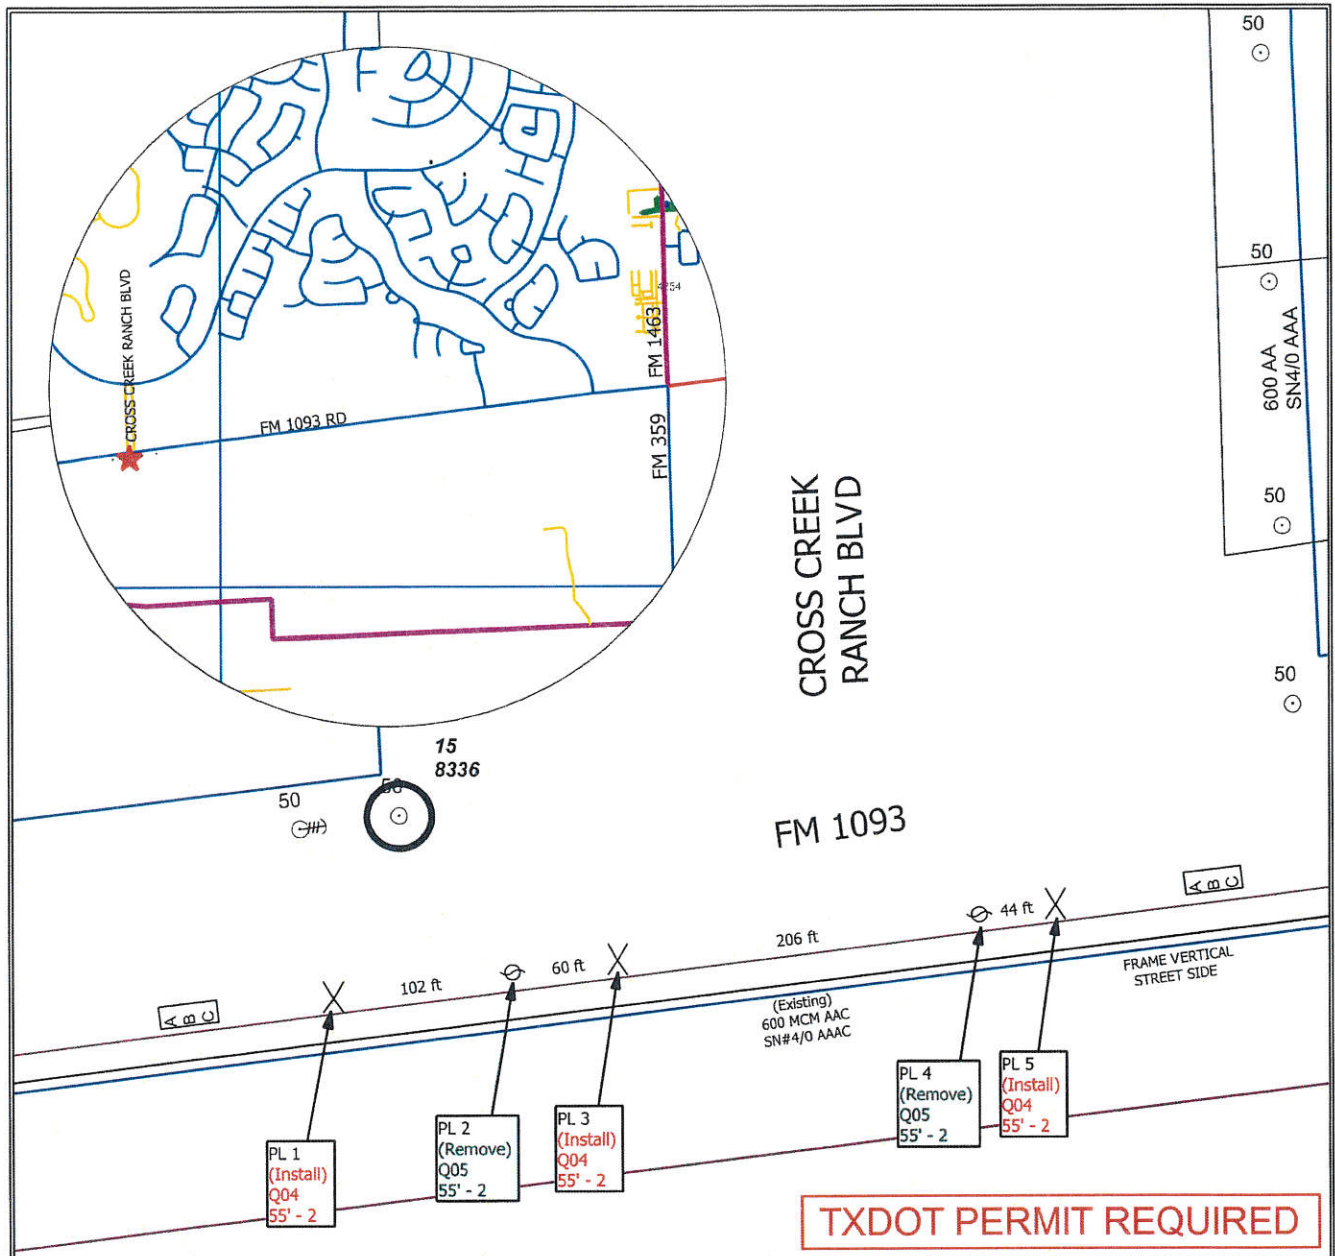 50
50
600 AA
SN4/0 AAA
50
50
CROSS CREEK RANCH BLVD
FM 1093 RD
FM 1463
4254
FM 359
CROSS CREEK
RANCH BLVD
15
8336
50
50
FM 1093
A B C
102 ft
60 ft
206 ft
44 ft
A B C
FRAME VERTICAL
STREET SIDE
(Existing)
600 MCM AAC
SN#4/0 AAAC
PL 1
(Install)
Q04
55' - 2
PL 2
(Remove)
Q05
55' - 2
PL 3
(Install)
Q04
55' - 2
PL 4
(Remove)
Q05
55' - 2
PL 5
(Install)
Q04
55' - 2
TXDOT PERMIT REQUIRED